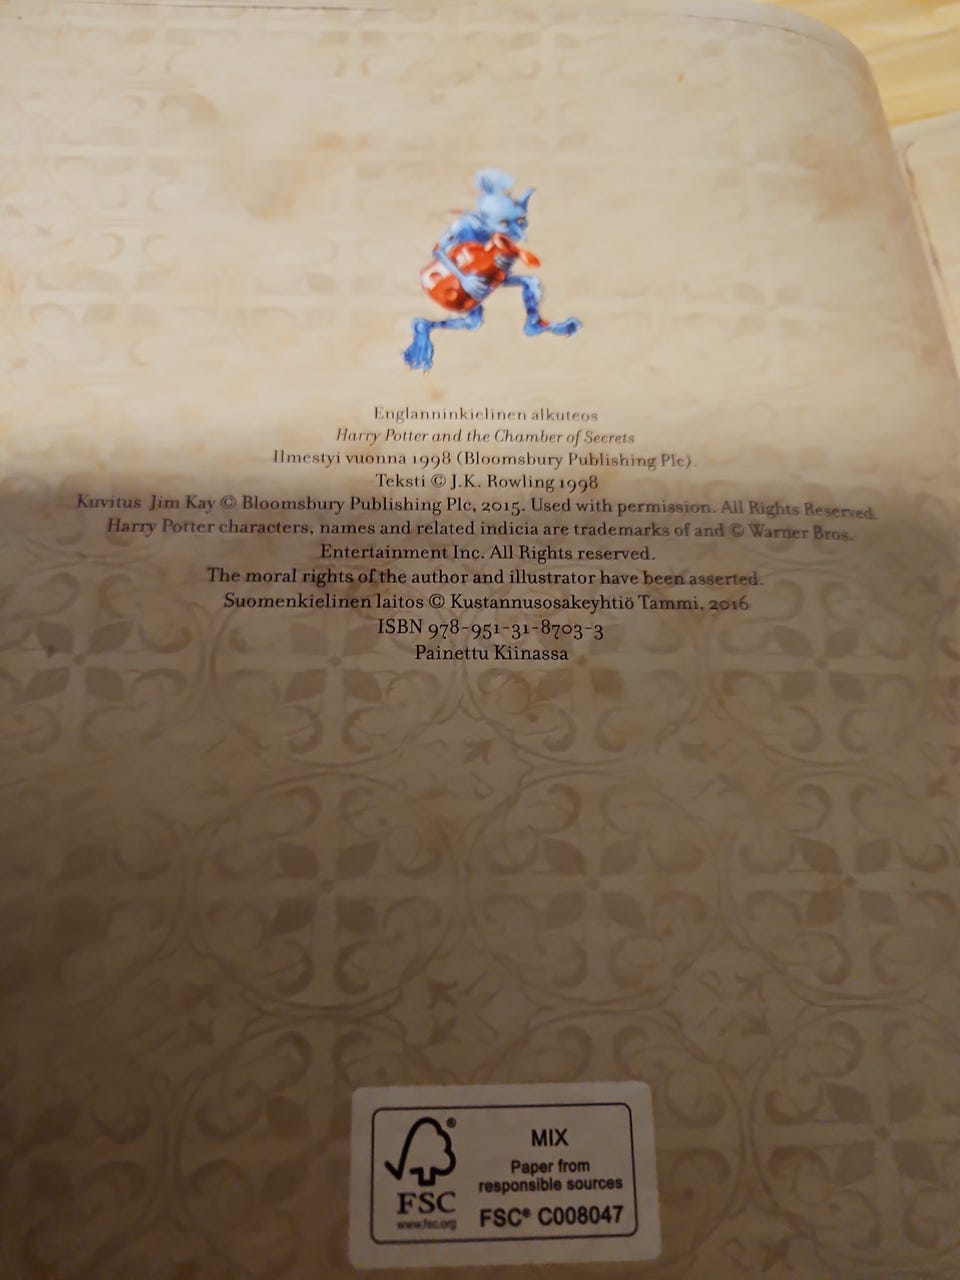 Englanninkielinen alkuteos
Harry Potter and the Chamber of Secrets
Ilmestyi vuonna 1998 (Bloomsbury Publishing Plc).
Teksti © J.K. Rowling 1998
Kuvitus Jim Kay © Bloomsbury Publishing Plc, 2015. Used with permission. All Rights Reserved.
Harry Potter characters, names and related indicia are trademarks of and © Warner Bros.
Entertainment Inc. All Rights reserved.
The moral rights of the author and illustrator have been asserted.
Suomenkielinen laitos © Kustannusosakeyhtiö Tammi, 2016
ISBN 978-951-31-8703-3
Painettu Kiinassa
FSC
www.fsc.org
MIX
Paper from
responsible sources
FSC® C008047